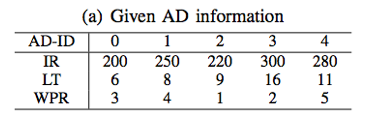 (a) Given AD information
AD-ID 0 1 2 3 4
IR 200 250 220 300 280
LT 6 8 9 16 11
WPR 3 4 1 2 5